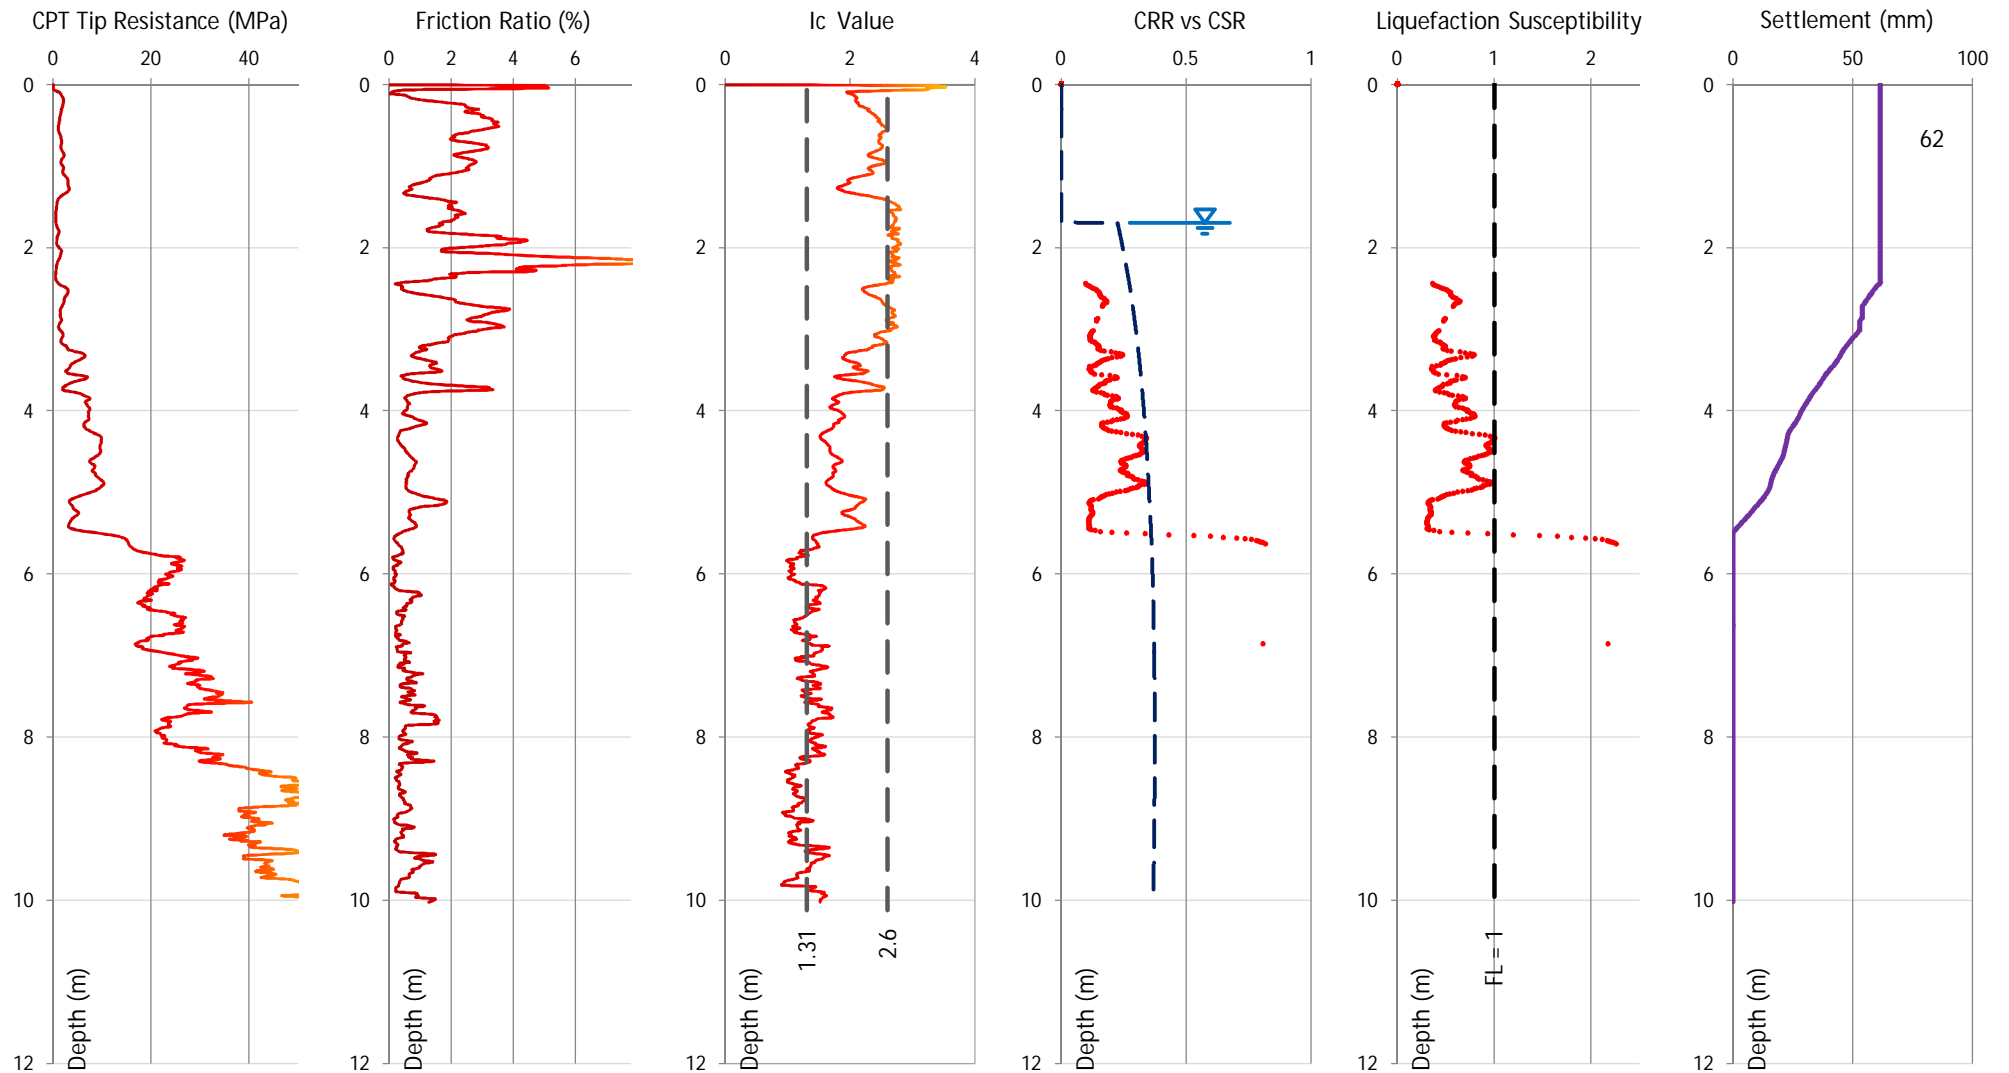 CPT Tip Resistance (MPa)
0 20 40
0
2
4
6
8
10
12
Depth (m)
Friction Ratio (%)
0 2 4 6
0
2
4
6
8
10
12
Depth (m)
Ic Value
0 2 4
0
2
4
6
8
10
12
Depth (m)
1.31
2.6
CRR vs CSR
0 0.5 1
0
2
4
6
8
10
12
Depth (m)
Liquefaction Susceptibility
0 1 2
0
2
4
6
8
10
12
Depth (m)
FL = 1
Settlement (mm)
0 50 100
0
2
4
6
8
10
12
Depth (m)
62